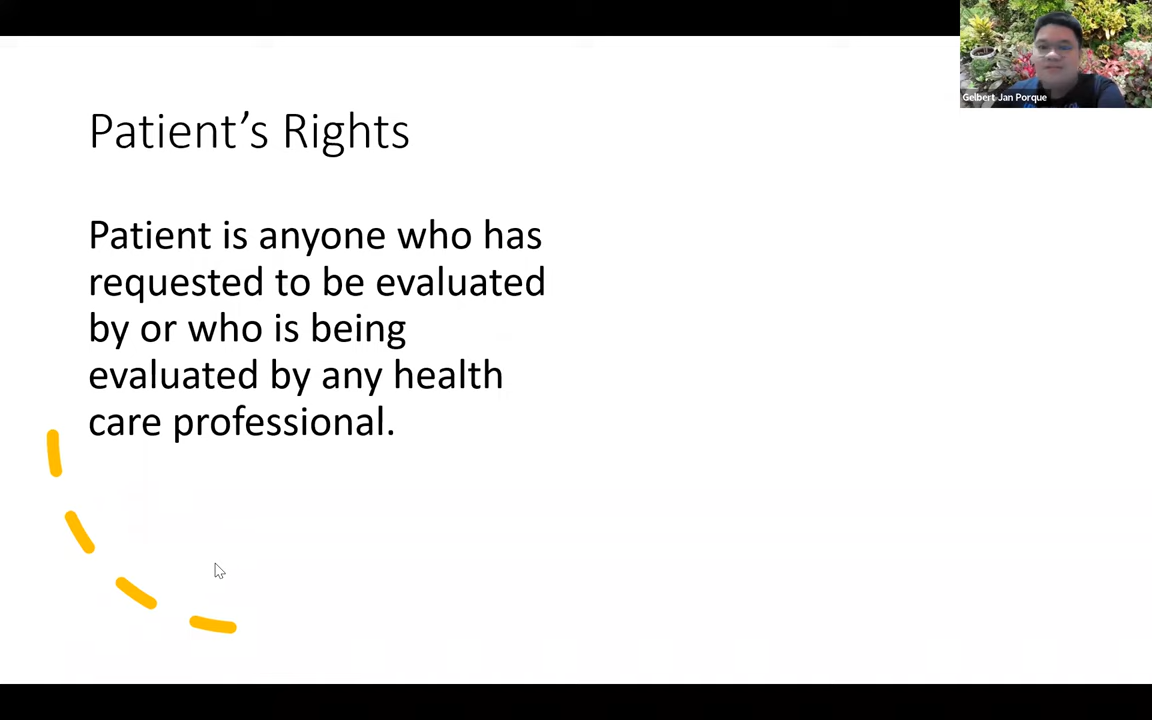 Gelbert Jan Porque
Patient’s Rights
Patient is anyone who has
requested to be evaluated
by or who is being
evaluated by any health
care professional.